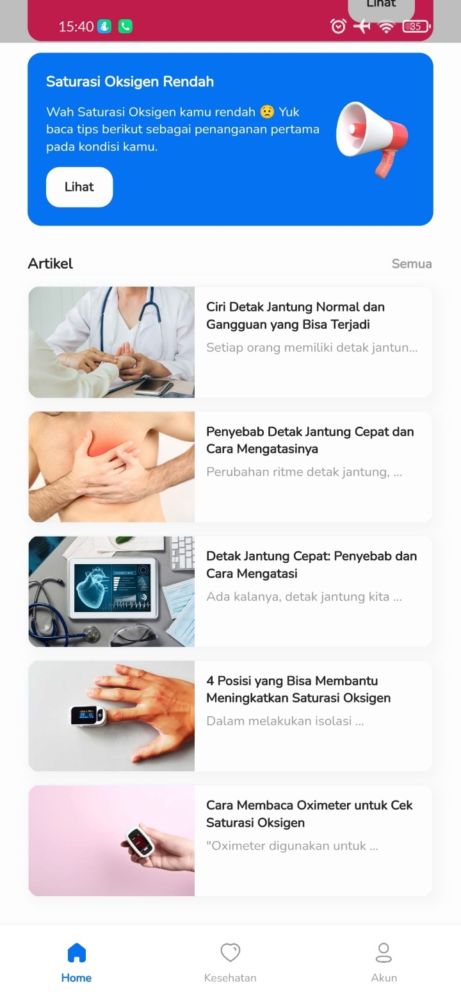 Lihat
15:40
35
Saturasi Oksigen Rendah
Wah Saturasi Oksigen kamu rendah 😟 Yuk
baca tips berikut sebagai penanganan pertama
pada kondisi kamu.
Lihat
Artikel
Semua
Ciri Detak Jantung Normal dan
Gangguan yang Bisa Terjadi
Setiap orang memiliki detak jantun...
Penyebab Detak Jantung Cepat dan
Cara Mengatasinya
Perubahan ritme detak jantung, ...
Detak Jantung Cepat: Penyebab dan
Cara Mengatasi
Ada kalanya, detak jantung kita ...
4 Posisi yang Bisa Membantu
Meningkatkan Saturasi Oksigen
Dalam melakukan isolasi ...
Cara Membaca Oximeter untuk Cek
Saturasi Oksigen
"Oximeter digunakan untuk ...
Home
Kesehatan
Akun